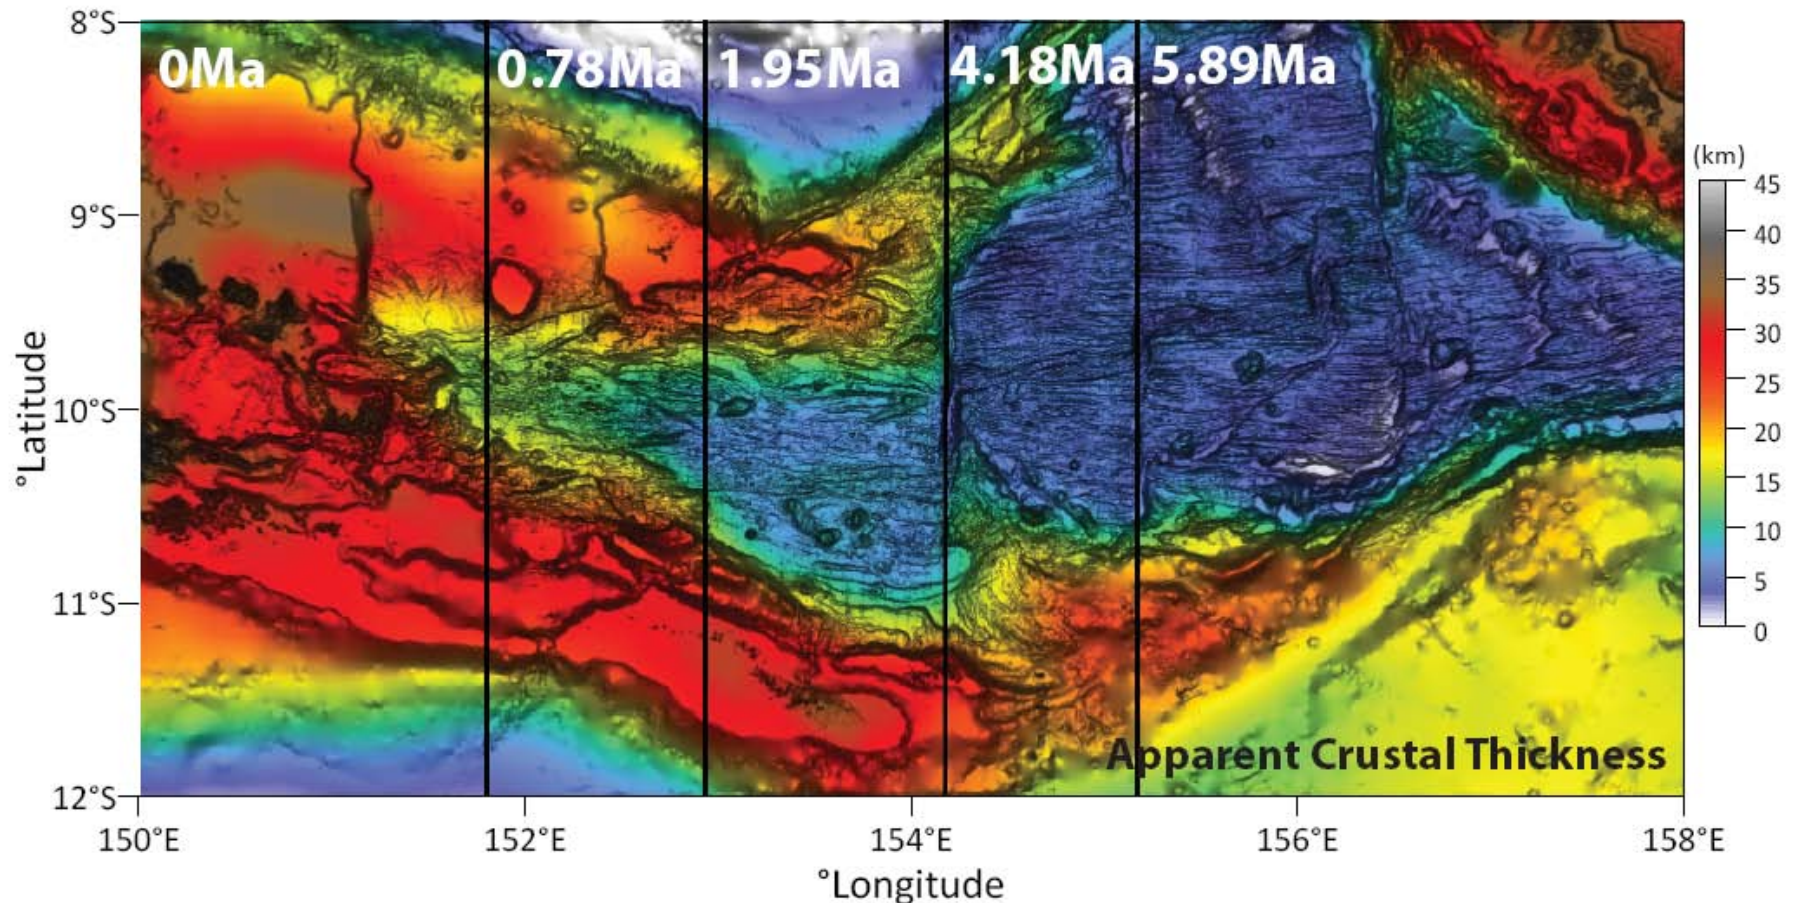 8°S
0Ma
0.78Ma
1.95Ma
4.18Ma
5.89Ma
9°S
10°S
11°S
12°S
°Latitude
(km)
45
40
35
30
25
20
15
10
5
0
Apparent Crustal Thickness
150°E
152°E
154°E
156°E
158°E
°Longitude